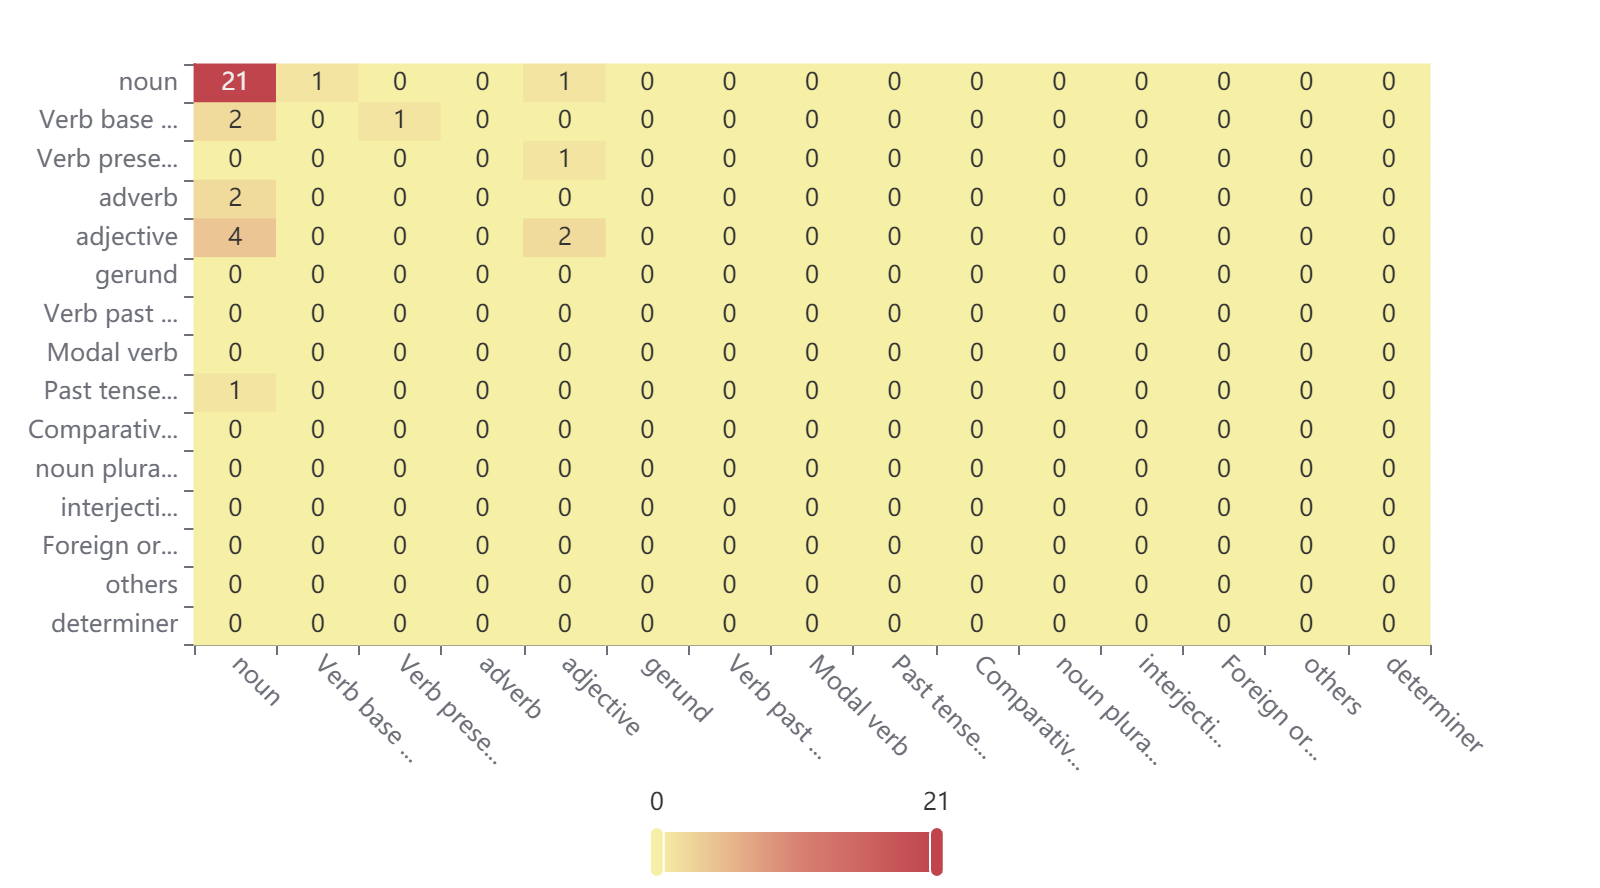 noun 21 1 0 0 1 0 0 0 0 0 0 0 0 0 0
Verb base ... 2 0 1 0 0 0 0 0 0 0 0 0 0 0 0
Verb prese... 0 0 0 0 1 0 0 0 0 0 0 0 0 0 0
adverb 2 0 0 0 0 0 0 0 0 0 0 0 0 0 0
adjective 4 0 0 0 2 0 0 0 0 0 0 0 0 0 0
gerund 0 0 0 0 0 0 0 0 0 0 0 0 0 0 0
Verb past ... 0 0 0 0 0 0 0 0 0 0 0 0 0 0 0
Modal verb 0 0 0 0 0 0 0 0 0 0 0 0 0 0 0
Past tense... 1 0 0 0 0 0 0 0 0 0 0 0 0 0 0
Comparativ... 0 0 0 0 0 0 0 0 0 0 0 0 0 0 0
noun plura... 0 0 0 0 0 0 0 0 0 0 0 0 0 0 0
interjecti... 0 0 0 0 0 0 0 0 0 0 0 0 0 0 0
Foreign or... 0 0 0 0 0 0 0 0 0 0 0 0 0 0 0
others 0 0 0 0 0 0 0 0 0 0 0 0 0 0 0
determiner 0 0 0 0 0 0 0 0 0 0 0 0 0 0 0
noun
Verb base ...
Verb prese...
adverb
adjective
gerund
Verb past ...
Modal verb
Past tense...
Comparativ...
noun plura...
interjecti...
Foreign or...
others
determiner
0 21